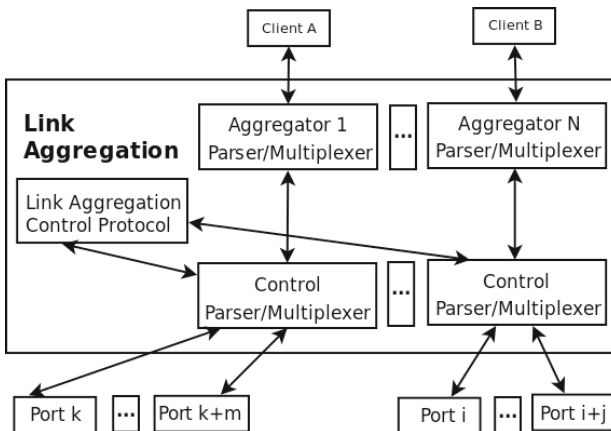 Client A
Client B
Link
Aggregation
Aggregator 1
Parser/Multiplexer
...
Aggregator N
Parser/Multiplexer
Link Aggregation
Control Protocol
Control
Parser/Multiplexer
...
Control
Parser/Multiplexer
Port k
...
Port k+m
Port i
...
Port i+j